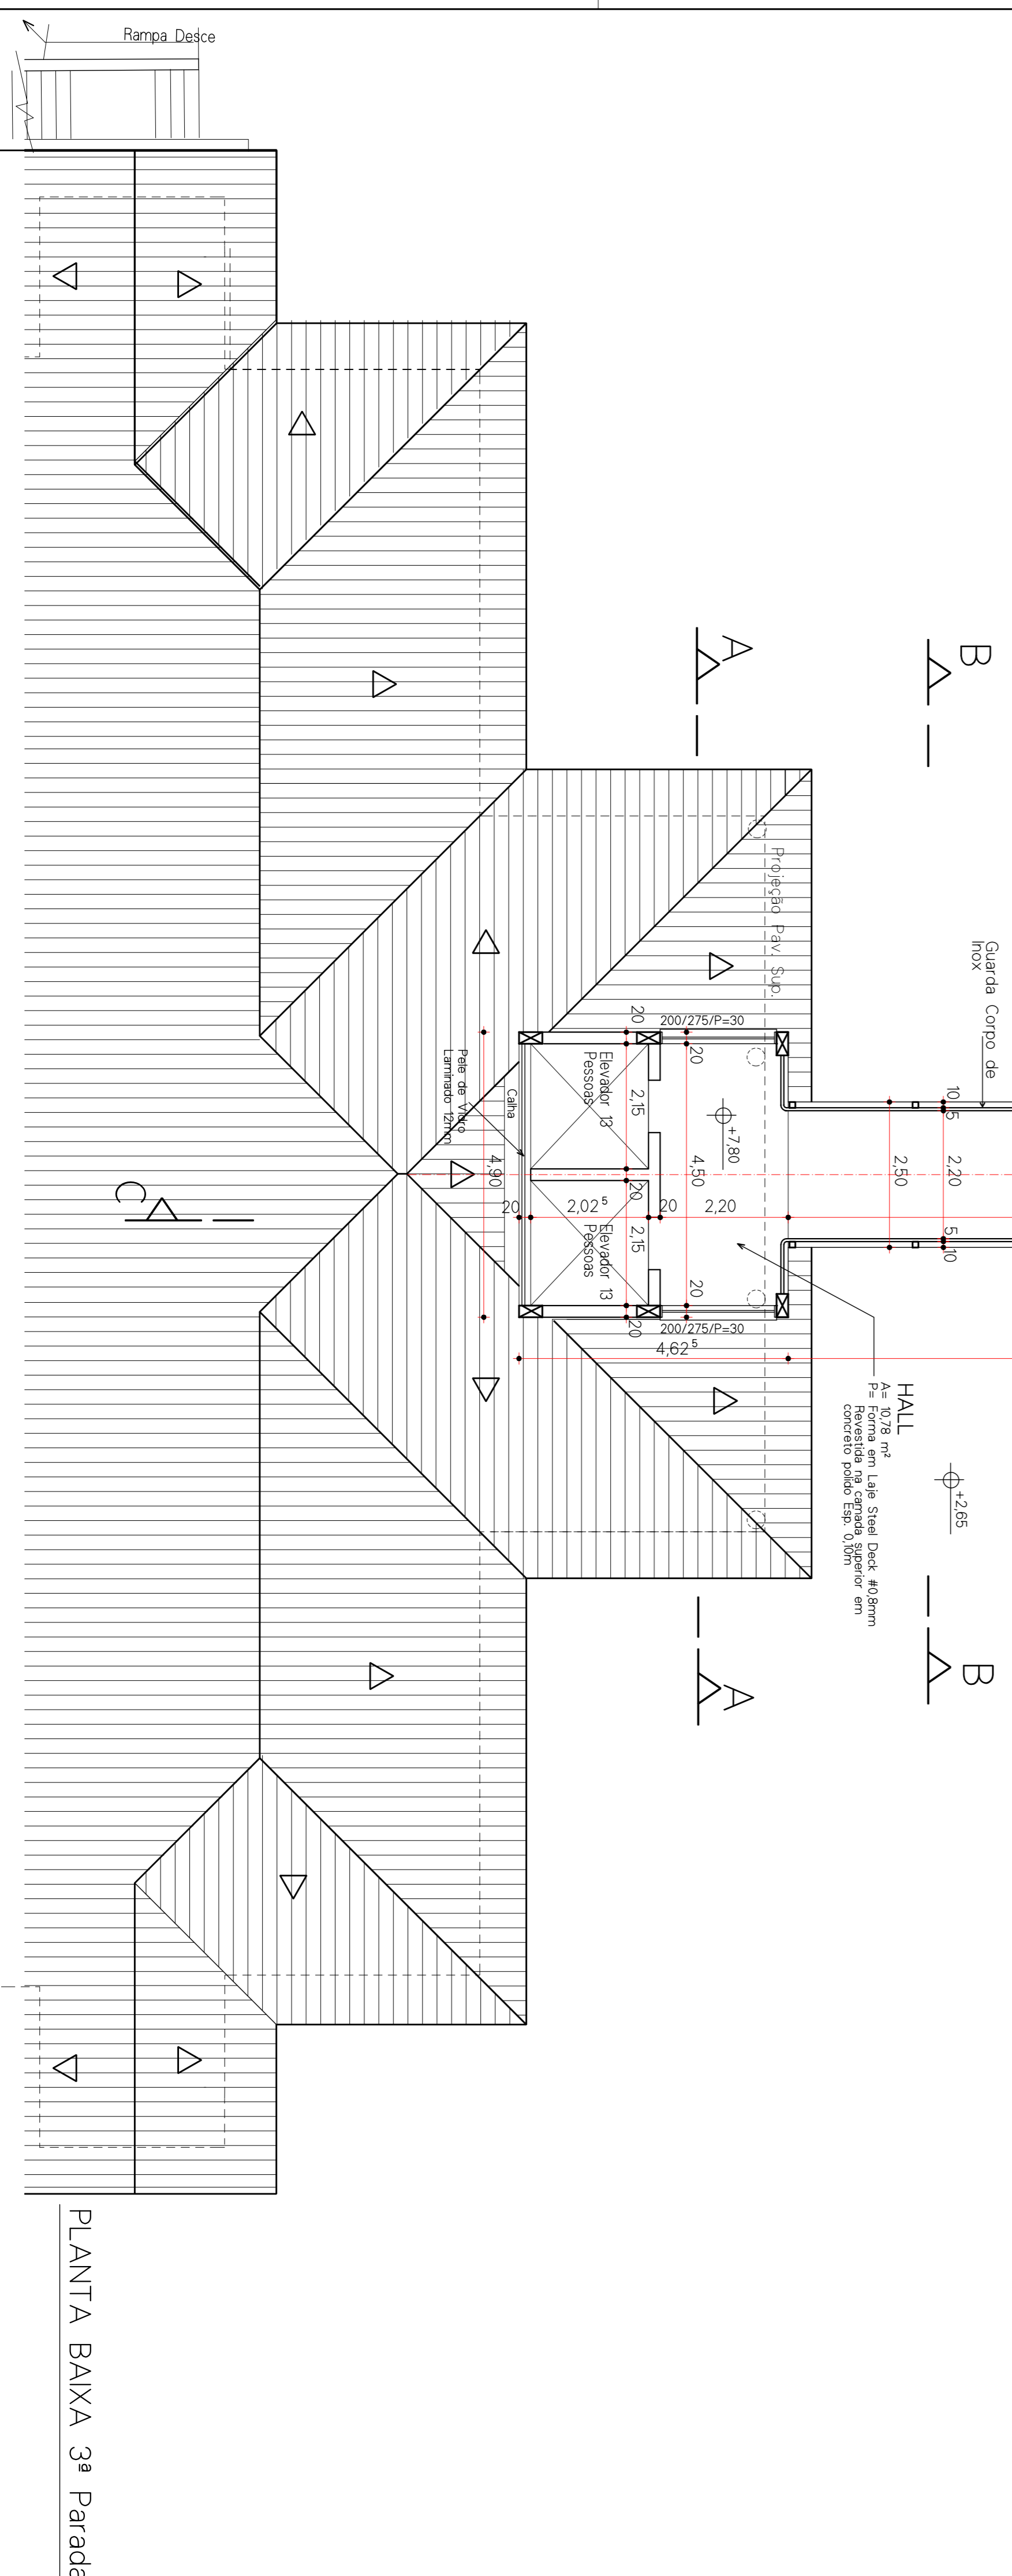 Rampa Desce
B
A
Guarda Corpo de
Inox
Projeção Pav. Sup.
200/275/P=30
20
20
10
5
Elevador 13
Pessoas
2,15
+7,80
Calha
Pele de Vidro
Laminado 12mm
4,90
4,50
2,50
2,20
20
20
2,02⁵
20
2,20
C
Elevador 13
Pessoas
2,15
5
10
20
20
200/275/P=30
4,62⁵
HALL
A= 10,78 m²
P= Forma em Laje Steel Deck #0,8mm
Revestida na camada superior em
concreto polido Esp. 0,10m
+2,65
B
A
PLANTA BAIXA 3ª Parada